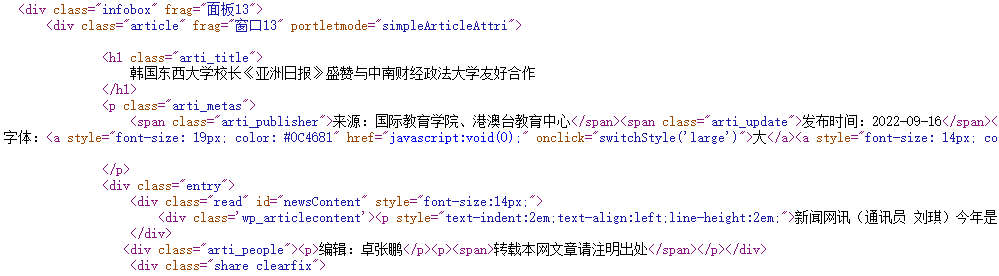 <div class="infobox" frag="面板13">
<div class="article" frag="窗口13" portletmode="simpleArticleAttri">
<h1 class="arti_title">
韩国东西大学校长《亚洲日报》盛赞与中南财经政法大学友好合作
</h1>
<p class="arti_metas">
<span class="arti_publisher">来源：国际教育学院、港澳台教育中心</span><span class="arti_update">发布时间：2022-09-16</span><
字体：<a style="font-size: 19px; color: #0C4681" href="javascript:void(0);" onclick="switchStyle('large')">大</a><a style="font-size: 14px; co
</p>
<div class="entry">
<div class="read" id="newsContent" style="font-size:14px;">
<div class='wp_articlecontent'><p style="text-indent:2em;text-align:left;line-height:2em;">新闻网讯（通讯员 刘琪）今年是
</div>
<div class="arti_people"><p>编辑：卓张鹏</p><p><span>转载本网文章请注明出处</span></p></div>
<div class="share clearfix">